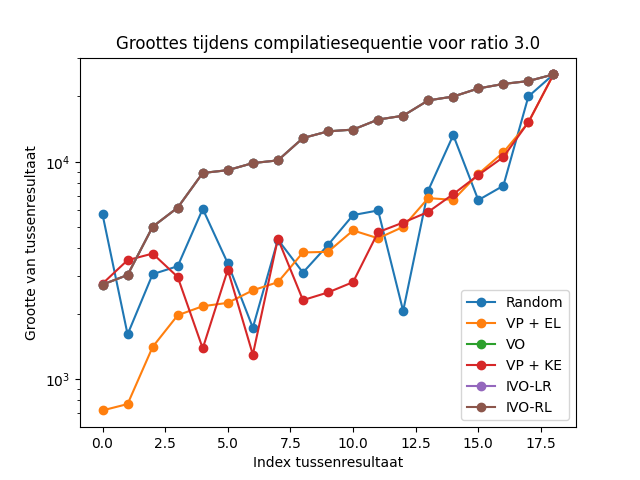 Groottes tijdens compilatiesequentie voor ratio 3.0
Grootte van tussenresultaat
10⁴
10³
Random
VP + EL
VO
VP + KE
IVO-LR
IVO-RL
0.0 2.5 5.0 7.5 10.0 12.5 15.0 17.5
Index tussenresultaat